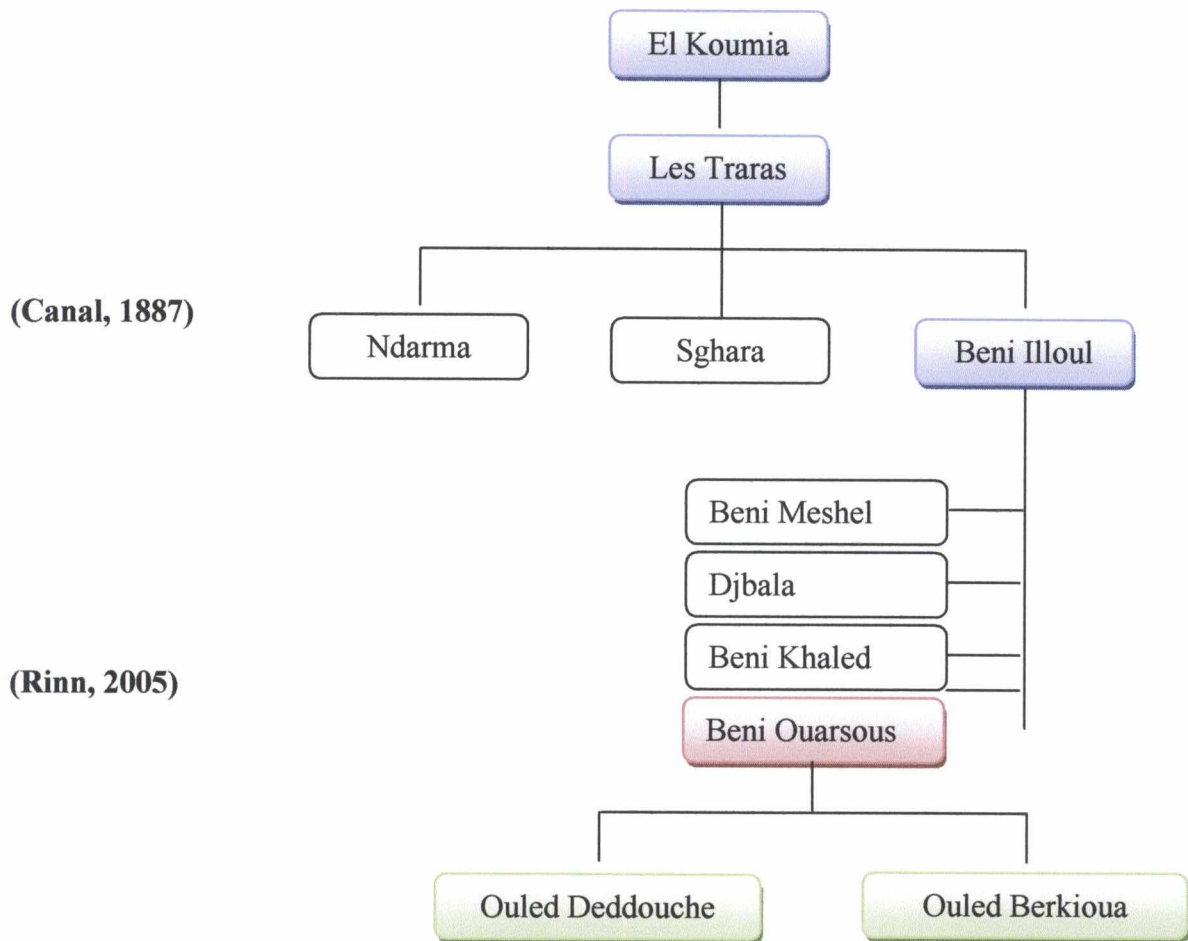 El Koumia
Les Traras
(Canal, 1887)
Ndarma
Sghara
Beni Illoul
Beni Meshel
Djbala
Beni Khaled
(Rinn, 2005)
Beni Ouarsous
Ouled Deddouche
Ouled Berkioua